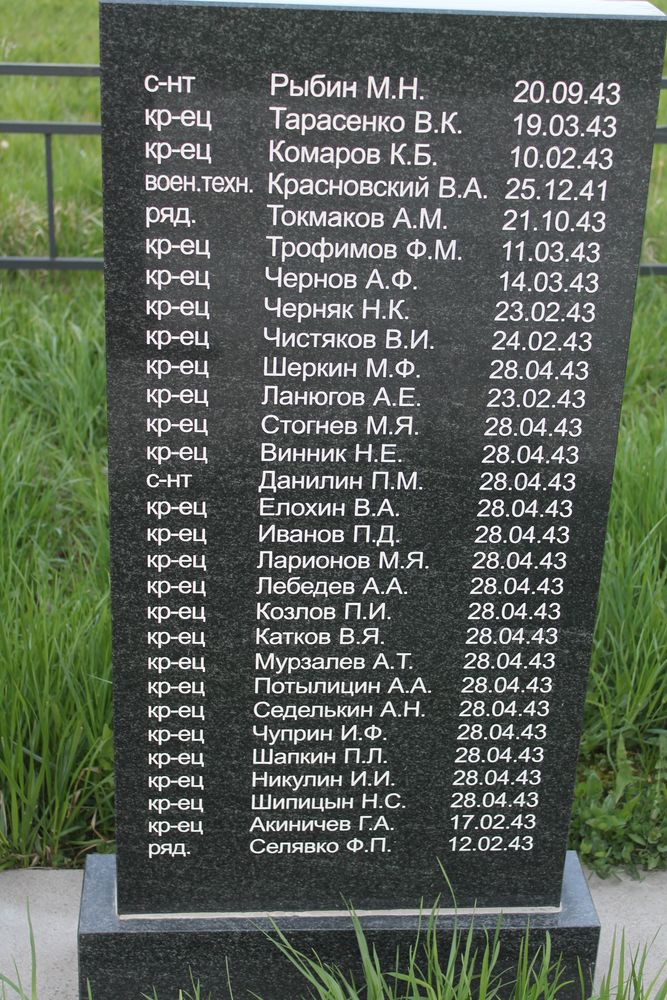 с-нт Рыбин М.Н. 20.09.43
кр-ец Тарасенко В.К. 19.03.43
кр-ец Комаров К.Б. 10.02.43
воен.техн. Красновский В.А. 25.12.41
ряд. Токмаков А.М. 21.10.43
кр-ец Трофимов Ф.М. 11.03.43
кр-ец Чернов А.Ф. 14.03.43
кр-ец Черняк Н.К. 23.02.43
кр-ец Чистяков В.И. 24.02.43
кр-ец Шеркин М.Ф. 28.04.43
кр-ец Ланюгов А.Е. 23.02.43
кр-ец Стогнев М.Я. 28.04.43
кр-ец Винник Н.Е. 28.04.43
с-нт Данилин П.М. 28.04.43
кр-ец Елохин В.А. 28.04.43
кр-ец Иванов П.Д. 28.04.43
кр-ец Ларионов М.Я. 28.04.43
кр-ец Лебедев А.А. 28.04.43
кр-ец Козлов П.И. 28.04.43
кр-ец Катков В.Я. 28.04.43
кр-ец Мурзалев А.Т. 28.04.43
кр-ец Потылицин А.А. 28.04.43
кр-ец Седелькин А.Н. 28.04.43
кр-ец Чуприн И.Ф. 28.04.43
кр-ец Шапкин П.Л. 28.04.43
кр-ец Никулин И.И. 28.04.43
кр-ец Шипицын Н.С. 28.04.43
кр-ец Акиничев Г.А. 17.02.43
ряд. Селявко Ф.П. 12.02.43